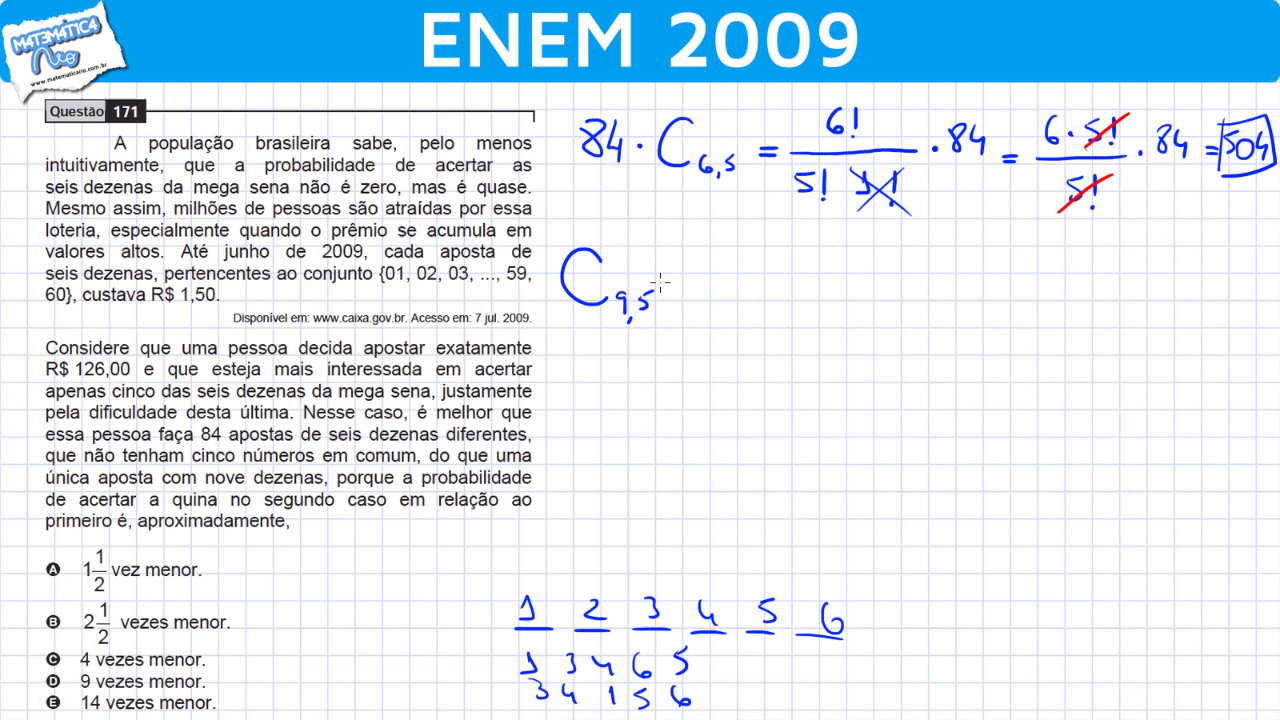 ENEM 2009
MATEMÁTICA
Rio
www.matematicario.com.br
Questão 171
A população brasileira sabe, pelo menos
intuitivamente, que a probabilidade de acertar as
seis dezenas da mega sena não é zero, mas é quase.
Mesmo assim, milhões de pessoas são atraídas por essa
loteria, especialmente quando o prêmio se acumula em
valores altos. Até junho de 2009, cada aposta de
seis dezenas, pertencentes ao conjunto {01, 02, 03, ..., 59,
60}, custava R$ 1,50.
Disponível em: www.caixa.gov.br. Acesso em: 7 jul. 2009.
Considere que uma pessoa decida apostar exatamente
R$ 126,00 e que esteja mais interessada em acertar
apenas cinco das seis dezenas da mega sena, justamente
pela dificuldade desta última. Nesse caso, é melhor que
essa pessoa faça 84 apostas de seis dezenas diferentes,
que não tenham cinco números em comum, do que uma
única aposta com nove dezenas, porque a probabilidade
de acertar a quina no segundo caso em relação ao
primeiro é, aproximadamente,
A 1 1/2 vez menor.
B 2 1/2 vezes menor.
C 4 vezes menor.
D 9 vezes menor.
E 14 vezes menor.
84 · C6,5 = 6!/5! 1! · 84 = 6 · 5!/5! · 84 = 504
C9,5
1 2 3 4 5 6
1 3 4 6 5
3 4 1 5 6